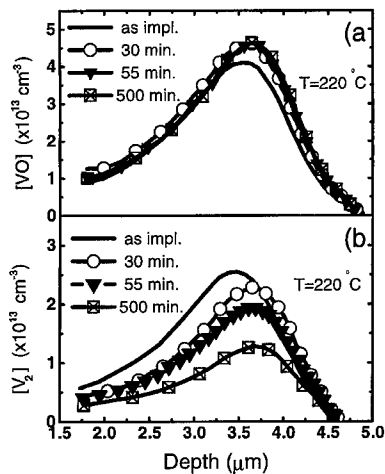 as impl.
30 min.
55 min.
500 min.
(a)
T=220 °C
[VO] (x10¹³ cm⁻³)
5
4
3
2
1
0
as impl.
30 min.
55 min.
500 min.
(b)
T=220 °C
[V₂] (x10¹³ cm⁻³)
3
2
1
0
1.5 2.0 2.5 3.0 3.5 4.0 4.5 5.0
Depth (μm)